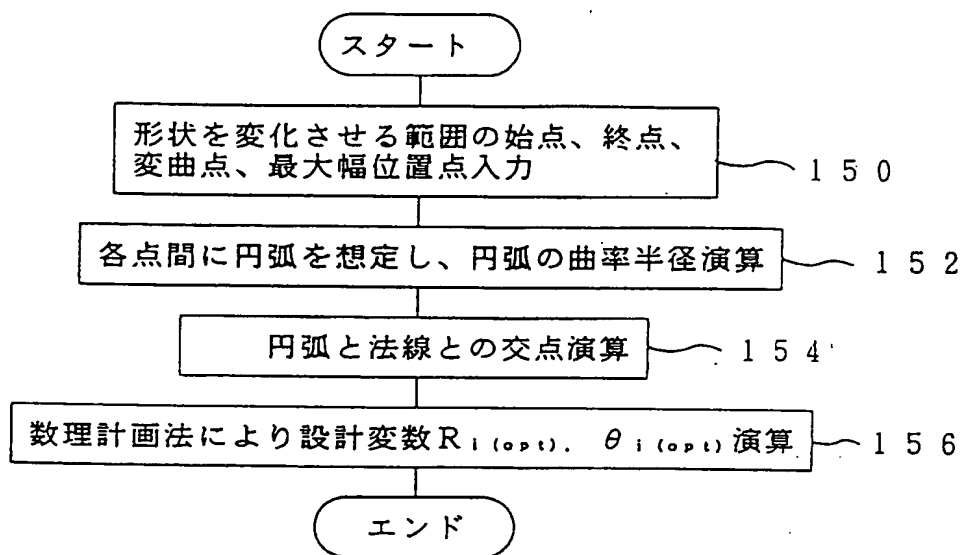 スタート
形状を変化させる範囲の始点、終点、
変曲点、最大幅位置点入力
150
各点間に円弧を想定し、円弧の曲率半径演算
152
円弧と法線との交点演算
154
数理計画法により設計変数Ri(opt). θi(opt)演算
156
エンド